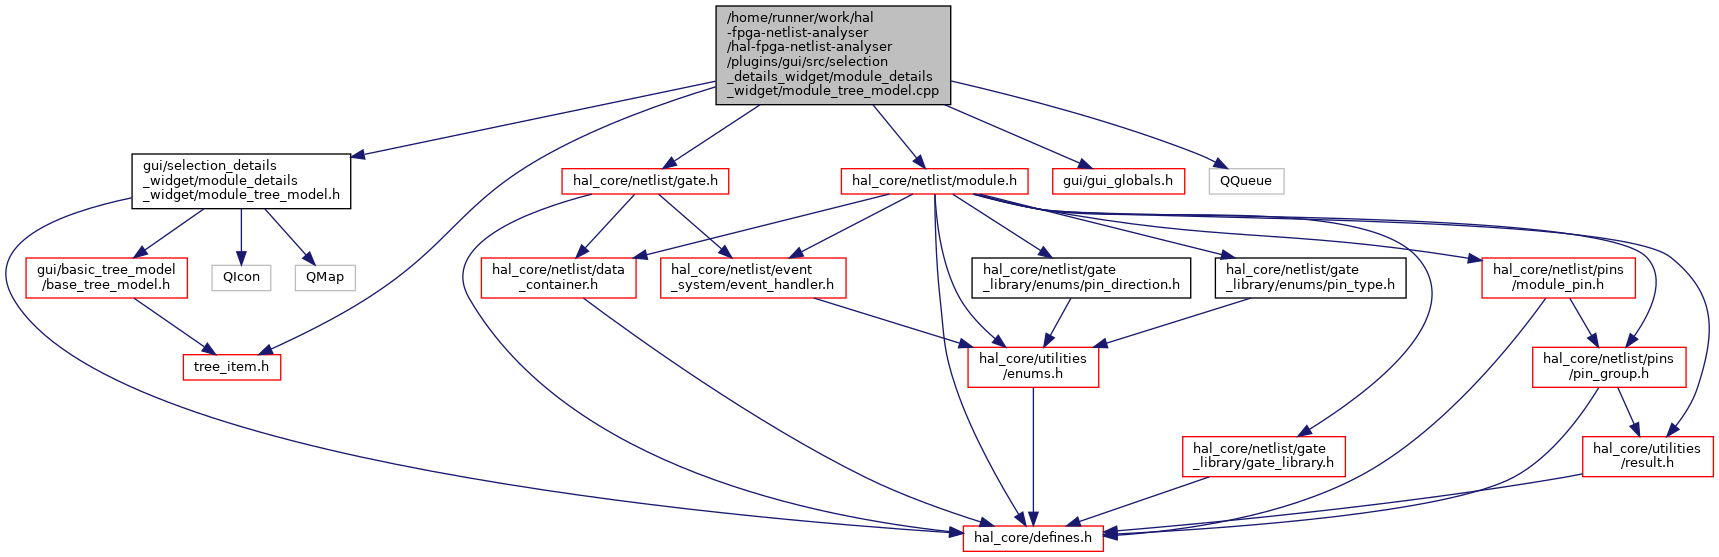 /home/runner/work/hal
-fpga-netlist-analyser
/hal-fpga-netlist-analyser
/plugins/gui/src/selection
_details_widget/module_details
_widget/module_tree_model.cpp
gui/selection_details
_widget/module_details
_widget/module_tree_model.h
hal_core/netlist/gate.h
hal_core/netlist/module.h
gui/gui_globals.h
QQueue
gui/basic_tree_model
/base_tree_model.h
QIcon
QMap
hal_core/netlist/data
_container.h
hal_core/netlist/event
_system/event_handler.h
hal_core/netlist/gate
_library/enums/pin_direction.h
hal_core/netlist/gate
_library/enums/pin_type.h
hal_core/netlist/pins
/module_pin.h
tree_item.h
hal_core/utilities
/enums.h
hal_core/netlist/pins
/pin_group.h
hal_core/netlist/gate
_library/gate_library.h
hal_core/utilities
/result.h
hal_core/defines.h